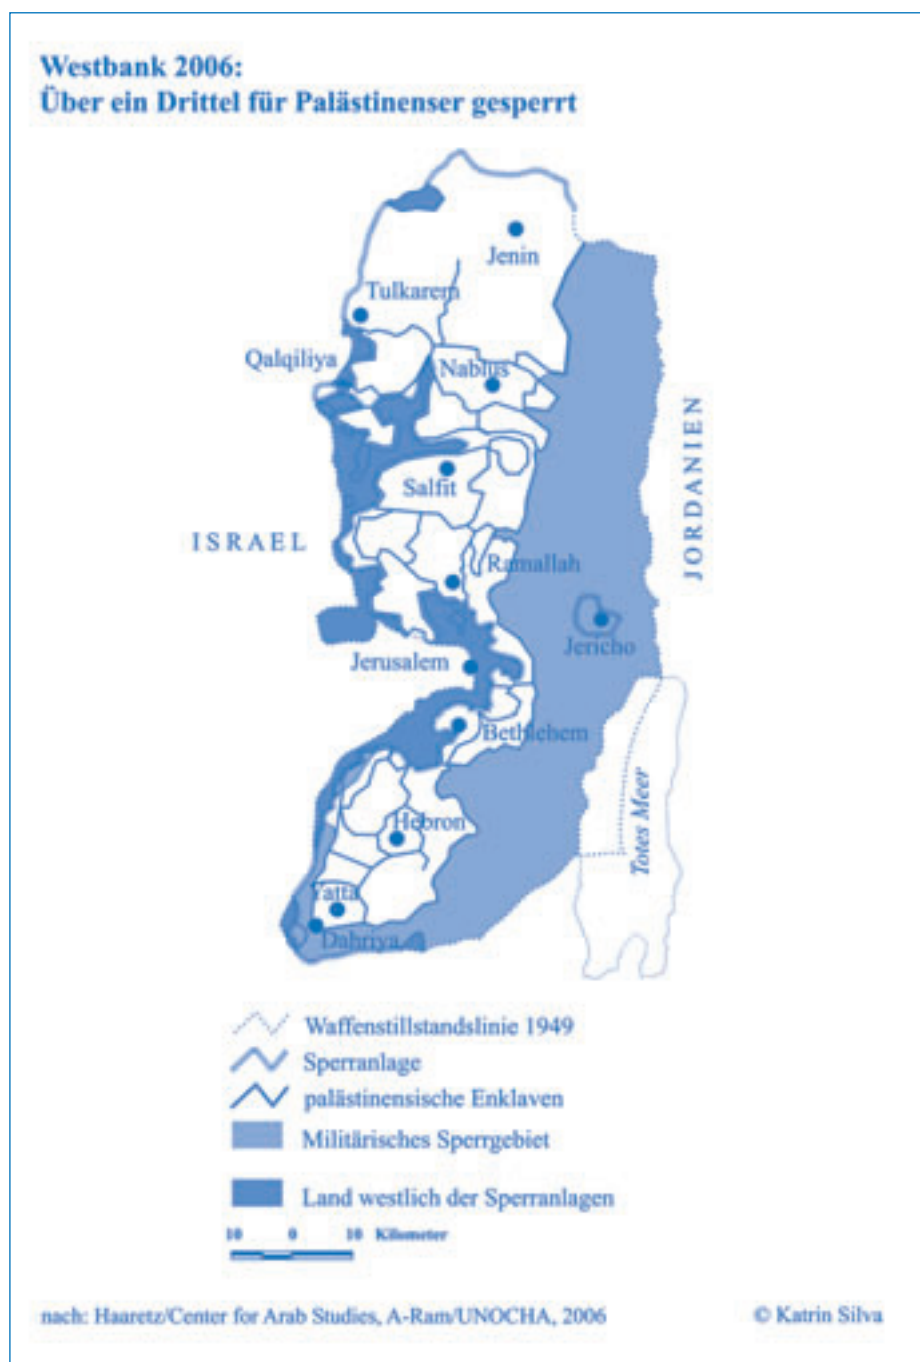 Westbank 2006:
Über ein Drittel für Palästinenser gesperrt
Jenin
Tulkarem
Qalqiliya
Nablus
Salfit
ISRAEL
JORDANIEN
Ramallah
Jericho
Jerusalem
Bethlehem
Totes Meer
Hebron
Yatta
Dahriya
Waffenstillstandslinie 1949
Sperranlage
palästinensische Enklaven
Militärisches Sperrgebiet
Land westlich der Sperranlagen
10 0 10 Kilometer
nach: Haaretz/Center for Arab Studies, A-Ram/UNOCHA, 2006 © Katrin Silva